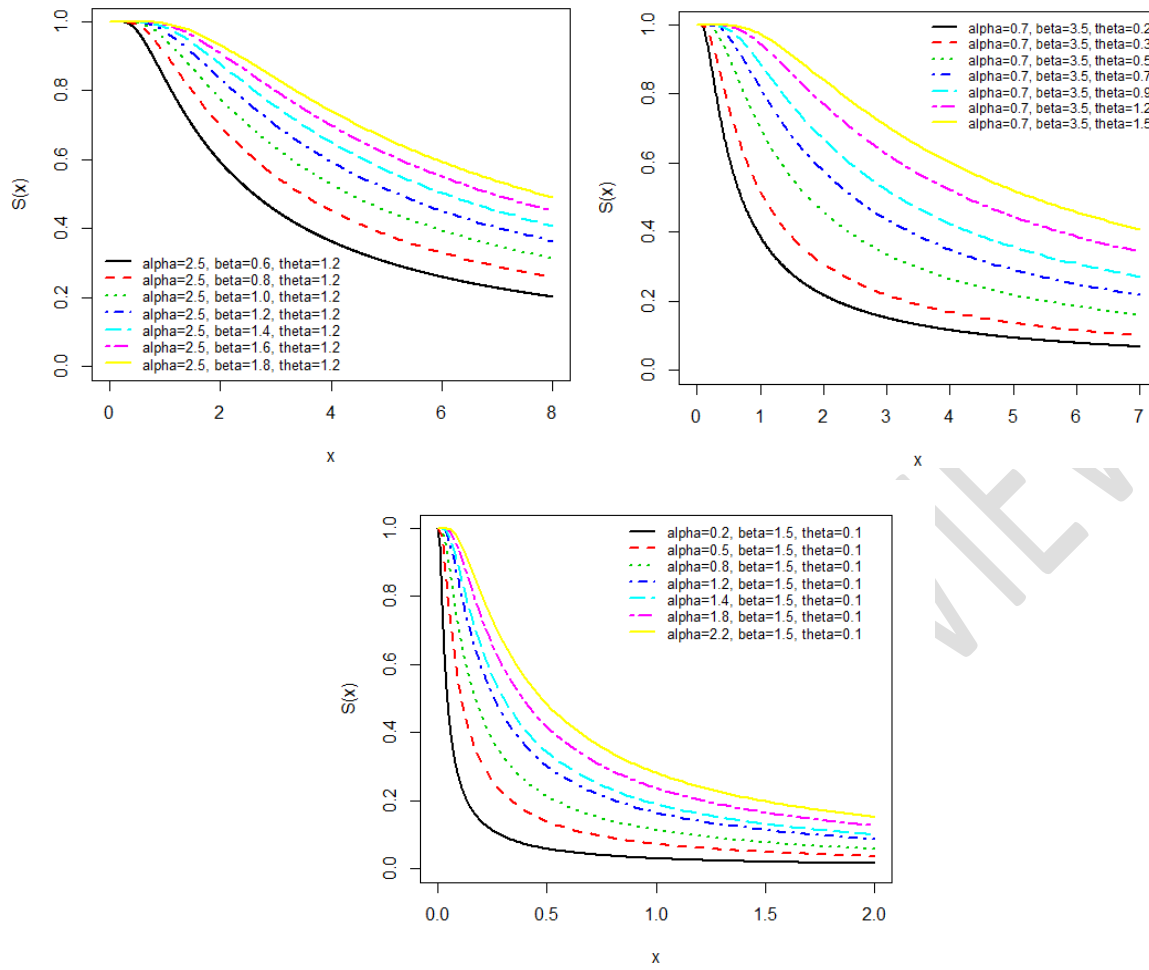 S(x)
1.0
0.8
0.6
0.4
0.2
0.0
alpha=2.5, beta=0.6, theta=1.2
alpha=2.5, beta=0.8, theta=1.2
alpha=2.5, beta=1.0, theta=1.2
alpha=2.5, beta=1.2, theta=1.2
alpha=2.5, beta=1.4, theta=1.2
alpha=2.5, beta=1.6, theta=1.2
alpha=2.5, beta=1.8, theta=1.2
0 2 4 6 8
x
S(x)
1.0
0.8
0.6
0.4
0.2
0.0
alpha=0.7, beta=3.5, theta=0.2
alpha=0.7, beta=3.5, theta=0.3
alpha=0.7, beta=3.5, theta=0.5
alpha=0.7, beta=3.5, theta=0.7
alpha=0.7, beta=3.5, theta=0.9
alpha=0.7, beta=3.5, theta=1.2
alpha=0.7, beta=3.5, theta=1.5
0 1 2 3 4 5 6 7
x
S(x)
1.0
0.8
0.6
0.4
0.2
0.0
alpha=0.2, beta=1.5, theta=0.1
alpha=0.5, beta=1.5, theta=0.1
alpha=0.8, beta=1.5, theta=0.1
alpha=1.2, beta=1.5, theta=0.1
alpha=1.4, beta=1.5, theta=0.1
alpha=1.8, beta=1.5, theta=0.1
alpha=2.2, beta=1.5, theta=0.1
0.0 0.5 1.0 1.5 2.0
x